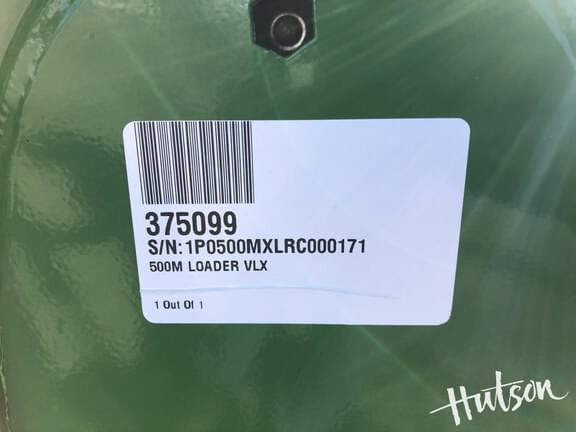 375099
S/N:1P0500MXLRC000171
500M LOADER VLX
1 Out Of 1
Hutson